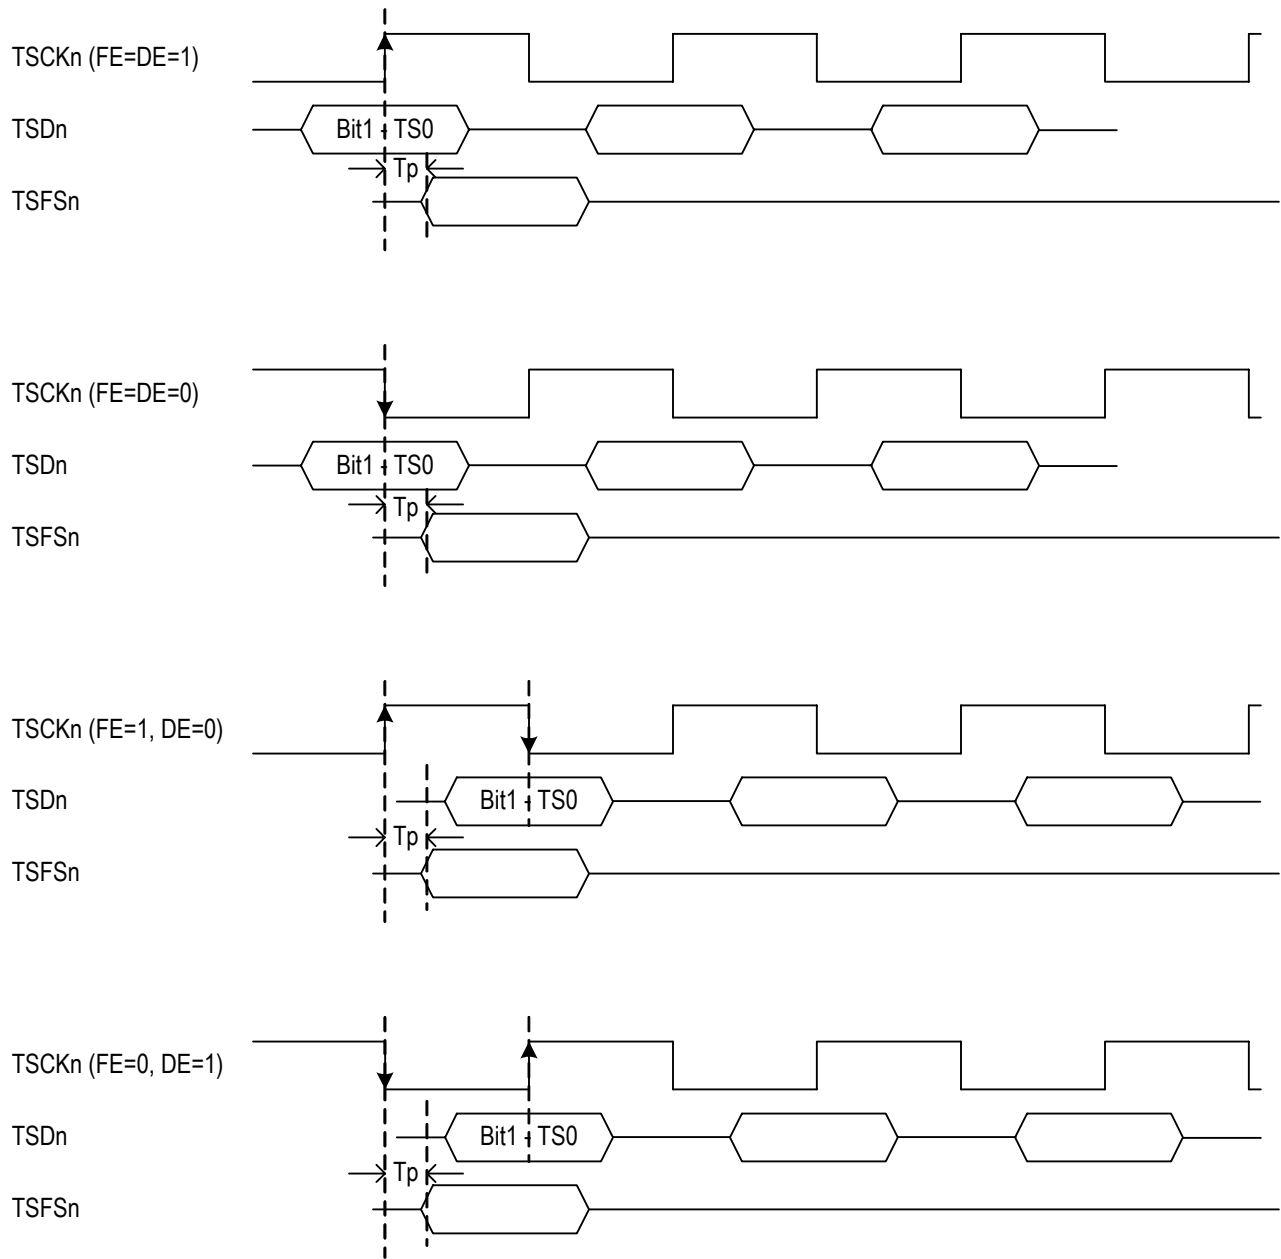 TSCKn (FE=DE=1)
TSDn
Bit1 - TS0
Tp
TSFSn
TSCKn (FE=DE=0)
TSDn
Bit1 - TS0
Tp
TSFSn
TSCKn (FE=1, DE=0)
TSDn
Bit1 - TS0
Tp
TSFSn
TSCKn (FE=0, DE=1)
TSDn
Bit1 - TS0
Tp
TSFSn